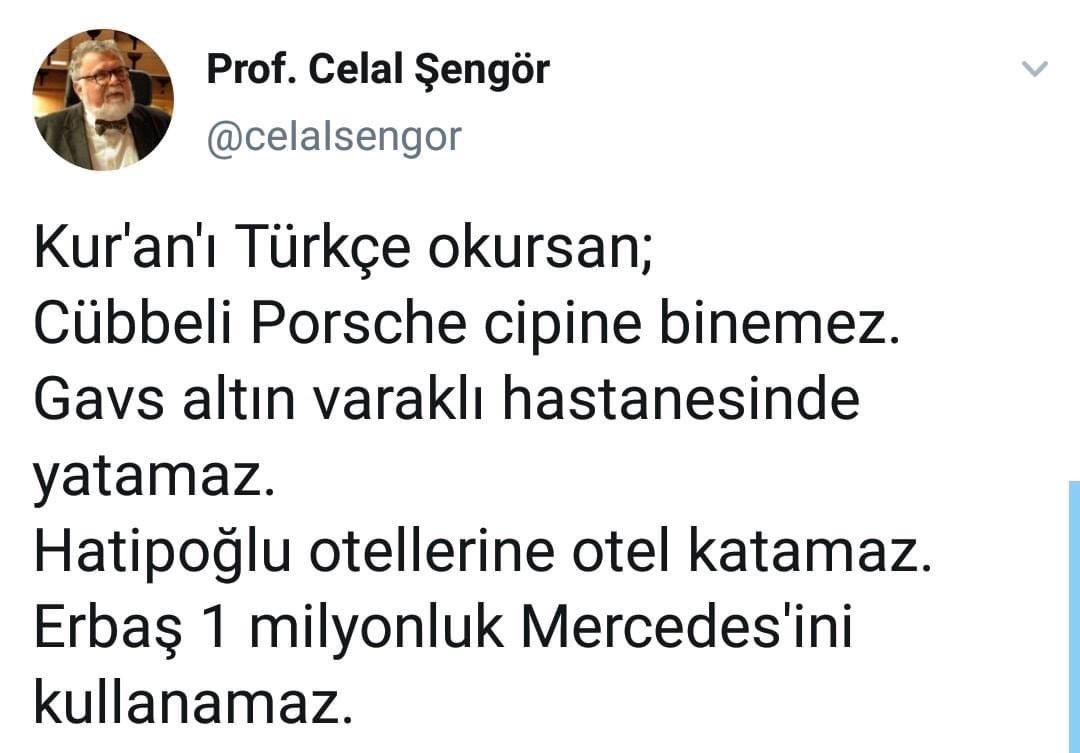 Prof. Celal Şengör
@celalsengor
Kur'an'ı Türkçe okursan;
Cübbeli Porsche cipine binemez.
Gavs altın varaklı hastanesinde
yatamaz.
Hatipoğlu otellerine otel katamaz.
Erbaş 1 milyonluk Mercedes'ini
kullanamaz.